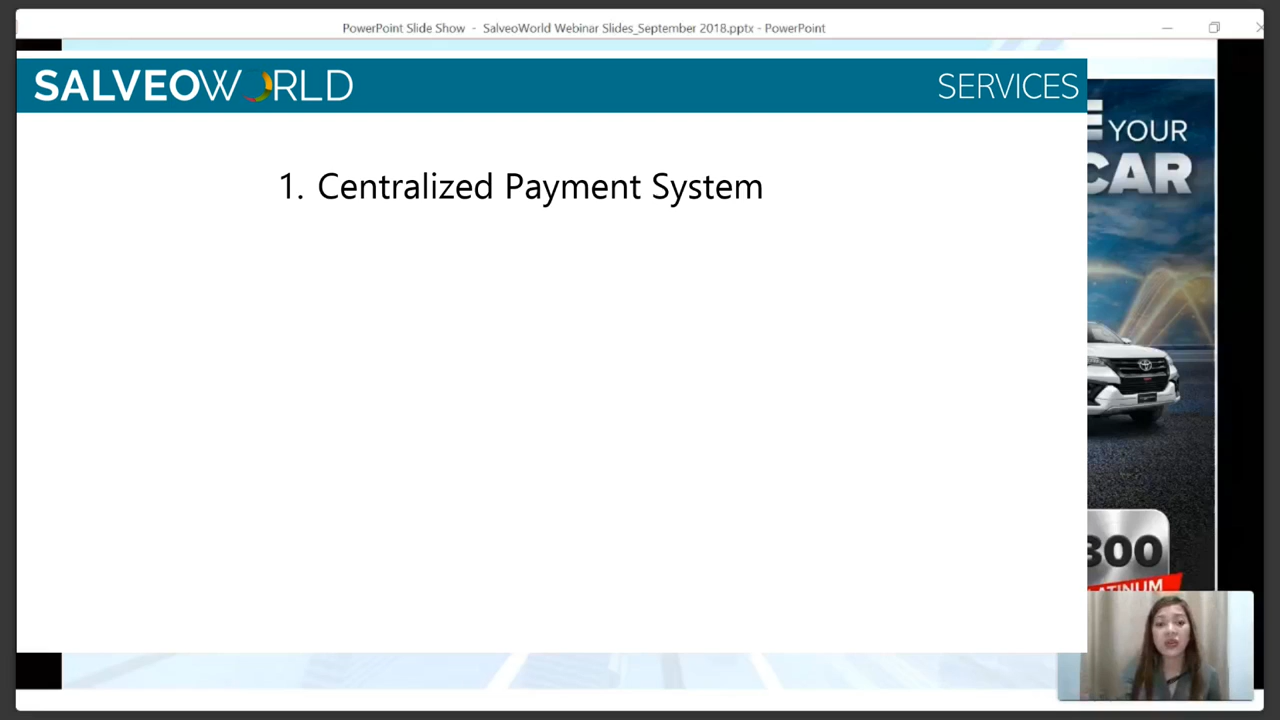 PowerPoint Slide Show - SalveoWorld Webinar Slides_September 2018.pptx - PowerPoint
SALVEOWORLD
SERVICES
1. Centralized Payment System
YOUR
CAR
300